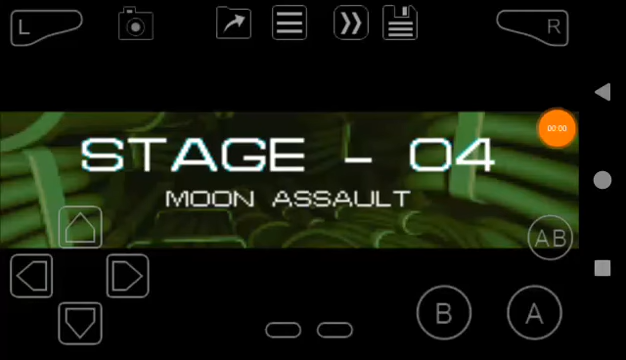 L
R
STAGE - 04
00:00
MOON ASSAULT
AB
B
A